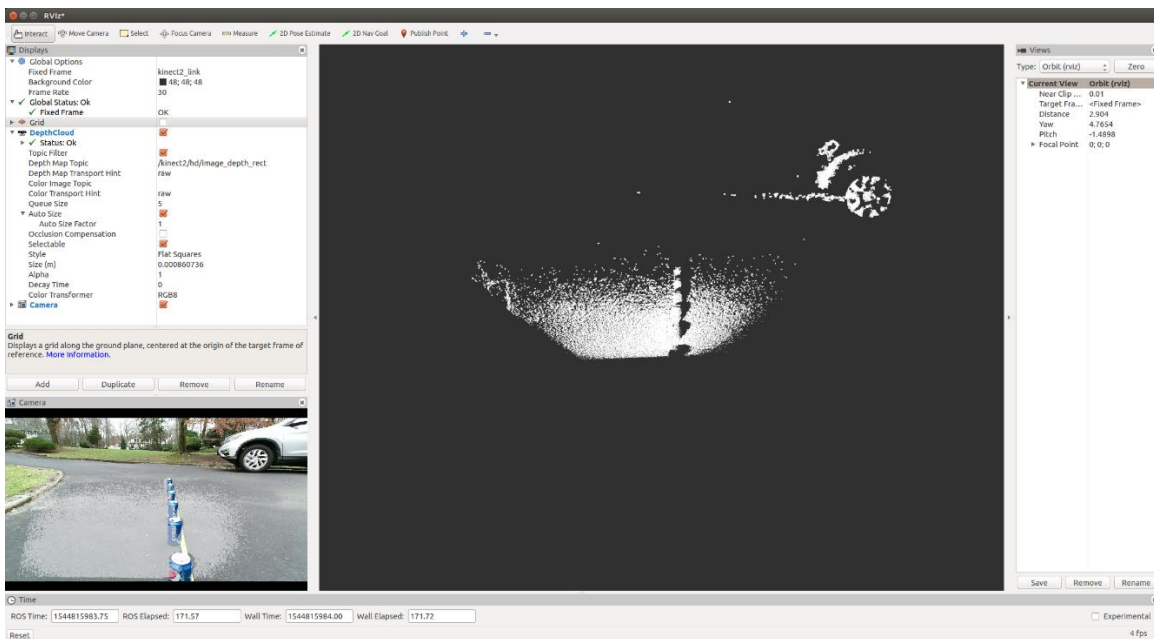 RViz*
Interact Move Camera Select Focus Camera Measure 2D Pose Estimate 2D Nav Goal Publish Point
Displays
Global Options
Fixed Frame kinect2_link
Background Color 48; 48; 48
Frame Rate 30
Global Status: Ok
Fixed Frame OK
Grid
DepthCloud
Status: Ok
Topic Filter
Depth Map Topic /kinect2/hd/image_depth_rect
Depth Map Transport Hint raw
Color Image Topic
Color Transport Hint raw
Queue Size 5
Auto Size
Auto Size Factor 1
Occlusion Compensation
Selectable
Style Flat Squares
Size (m) 0.000860736
Alpha 1
Decay Time 0
Color Transformer RGB8
Camera
Grid
Displays a grid along the ground plane, centered at the origin of the target frame of
reference. More Information.
Add Duplicate Remove Rename
Camera
Views
Type: Orbit (rviz) Zero
Current View Orbit (rviz)
Near Clip ... 0.01
Target Fra... <Fixed Frame>
Distance 2.904
Yaw 4.7654
Pitch -1.4898
Focal Point 0; 0; 0
Save Remove Rename
Time
ROS Time: 1544815983.75 ROS Elapsed: 171.57 Wall Time: 1544815984.00 Wall Elapsed: 171.72 Experimental
Reset 4 fps